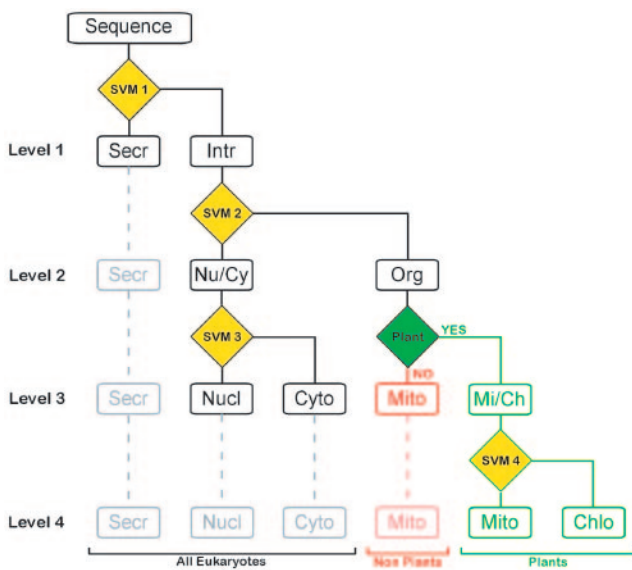 Sequence
SVM 1
Level 1 Secr Intr
SVM 2
Level 2 Secr Nu/Cy Org
SVM 3 Plant YES
NO
Level 3 Secr Nucl Cyto Mito Mi/Ch
SVM 4
Level 4 Secr Nucl Cyto Mito Mito Chlo
All Eukaryotes Non Plants Plants